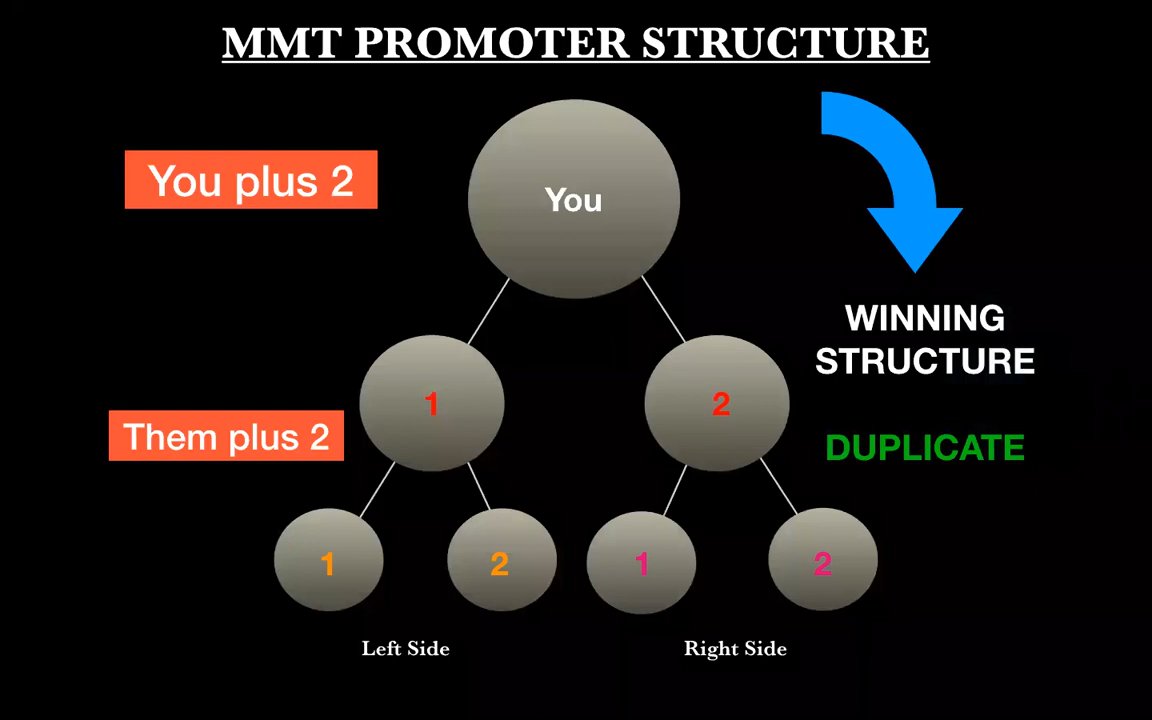 MMT PROMOTER STRUCTURE
You plus 2
You
WINNING
STRUCTURE
Them plus 2
1
2
DUPLICATE
1
2
1
2
Left Side
Right Side